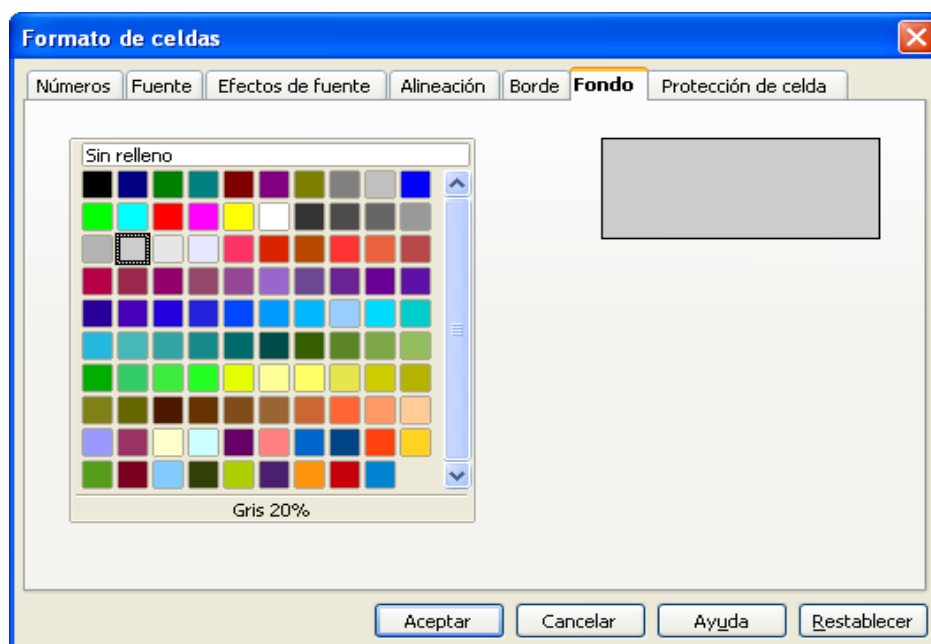 Formato de celdas
Números Fuente Efectos de fuente Alineación Borde Fondo Protección de celda
Sin relleno
Gris 20%
Aceptar Cancelar Ayuda Restablecer